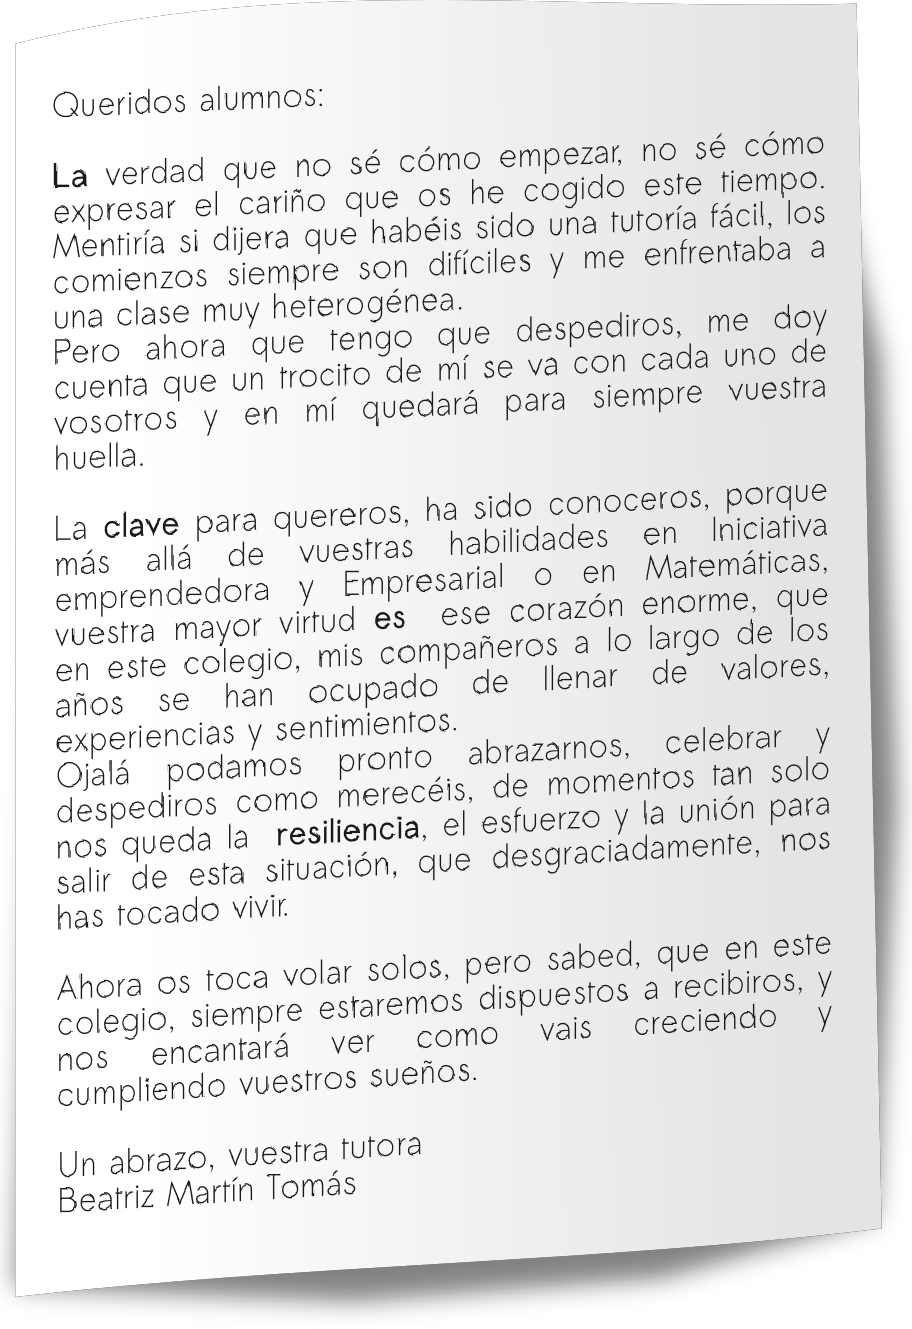 Queridos alumnos:
La verdad que no sé cómo empezar, no sé cómo
expresar el cariño que os he cogido este tiempo.
Mentiría si dijera que habéis sido una tutoría fácil, los
comienzos siempre son difíciles y me enfrentaba a
una clase muy heterogénea.
Pero ahora que tengo que despediros, me doy
cuenta que un trocito de mí se va con cada uno de
vosotros y en mí quedará para siempre vuestra
huella.
La clave para quereros, ha sido conoceros, porque
más allá de vuestras habilidades en Iniciativa
emprendedora y Empresarial o en Matemáticas,
vuestra mayor virtud es ese corazón enorme, que
en este colegio, mis compañeros a lo largo de los
años se han ocupado de llenar de valores,
experiencias y sentimientos.
Ojalá podamos pronto abrazarnos, celebrar y
despediros como merecéis, de momentos tan solo
nos queda la resiliencia, el esfuerzo y la unión para
salir de esta situación, que desgraciadamente, nos
has tocado vivir.
Ahora os toca volar solos, pero sabed, que en este
colegio, siempre estaremos dispuestos a recibiros, y
nos encantará ver como vais creciendo y
cumpliendo vuestros sueños.
Un abrazo, vuestra tutora
Beatriz Martín Tomás